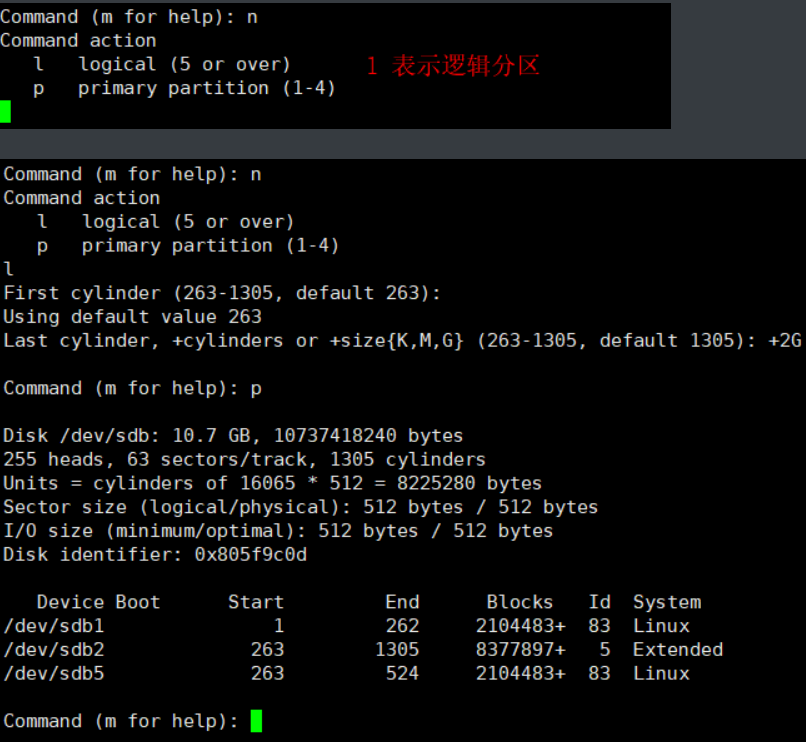 Command (m for help): n
Command action
l   logical (5 or over)   l 表示逻辑分区
p   primary partition (1-4)
Command (m for help): n
Command action
l   logical (5 or over)
p   primary partition (1-4)
l
First cylinder (263-1305, default 263):
Using default value 263
Last cylinder, +cylinders or +size{K,M,G} (263-1305, default 1305): +2G
Command (m for help): p
Disk /dev/sdb: 10.7 GB, 10737418240 bytes
255 heads, 63 sectors/track, 1305 cylinders
Units = cylinders of 16065 * 512 = 8225280 bytes
Sector size (logical/physical): 512 bytes / 512 bytes
I/O size (minimum/optimal): 512 bytes / 512 bytes
Disk identifier: 0x805f9c0d
Device Boot      Start         End      Blocks   Id  System
/dev/sdb1               1         262     2104483+  83  Linux
/dev/sdb2             263        1305     8377897+   5  Extended
/dev/sdb5             263         524     2104483+  83  Linux
Command (m for help):